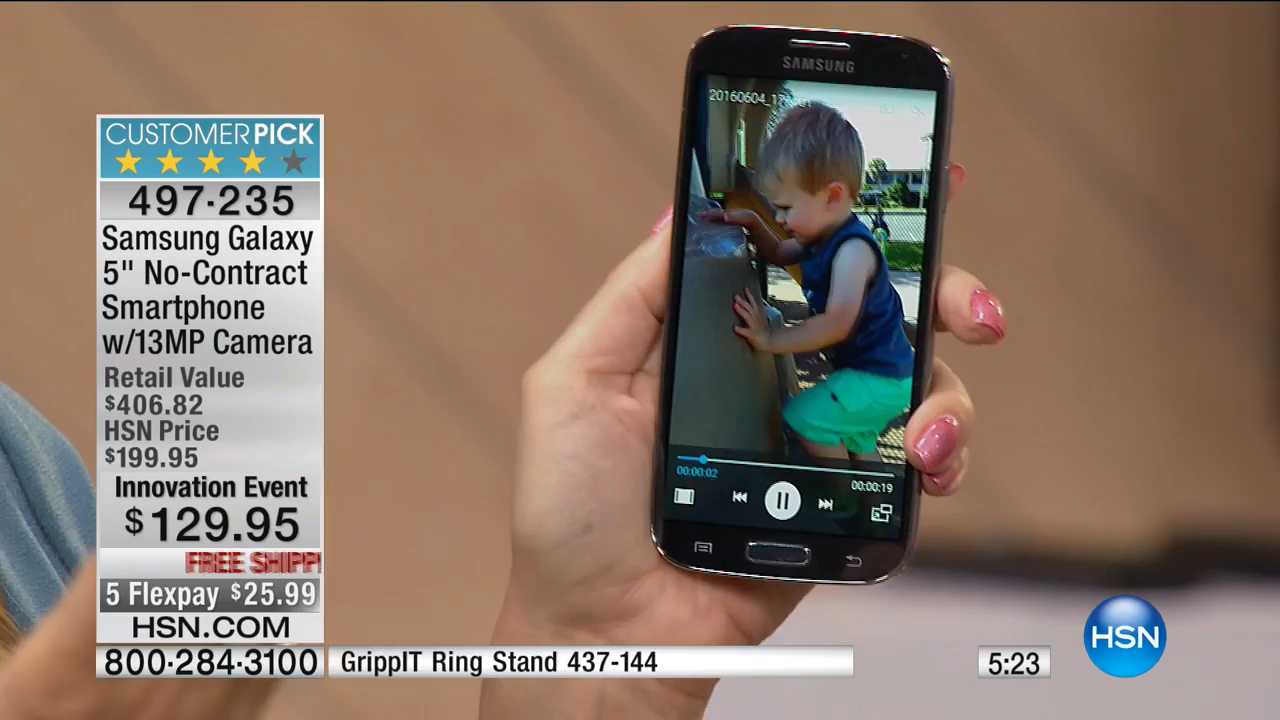 CUSTOMER PICK
497·235
Samsung Galaxy
5" No-Contract
Smartphone
w/13MP Camera
Retail Value
$406.82
HSN Price
$199.95
Innovation Event
$129.95
FREE SHIPP
5 Flexpay $25.99
HSN.COM
800·284·3100
GrippIT Ring Stand 437-144
5:23
HSN
SAMSUNG
00:00:02
00:00:19